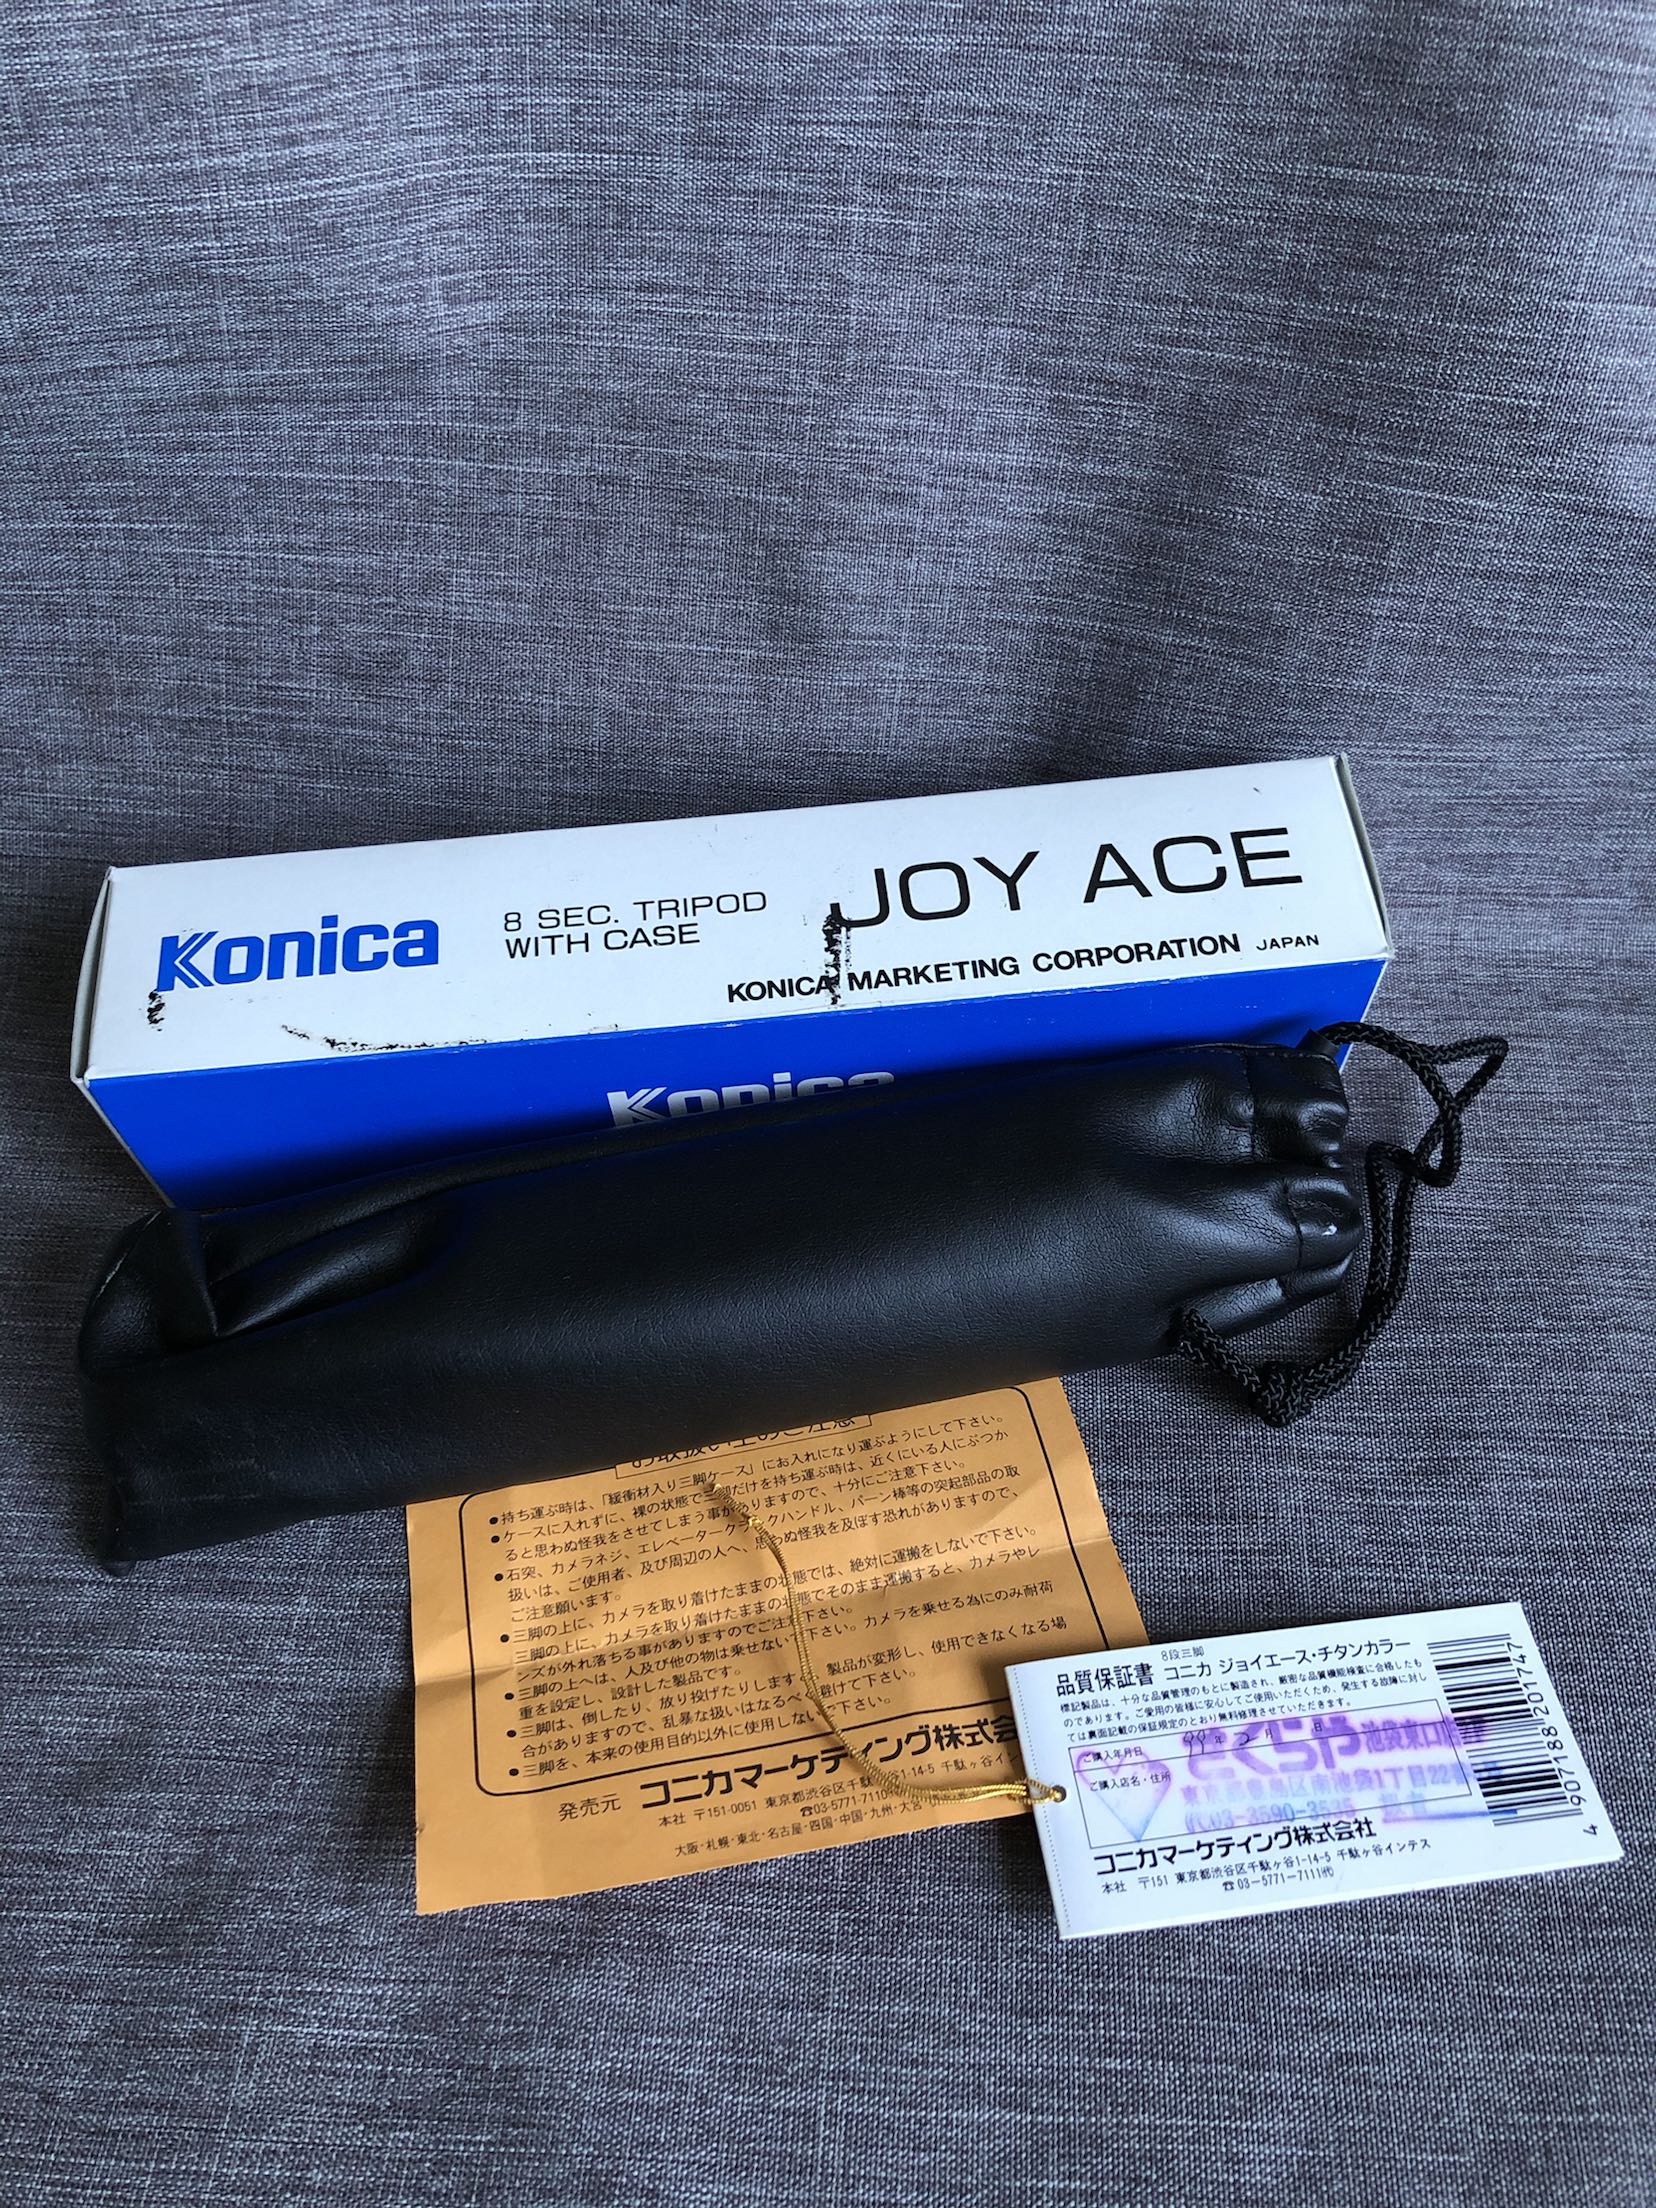 Konica
8 SEC. TRIPOD
WITH CASE
JOY ACE
KONICA MARKETING CORPORATION JAPAN
Konica
お取扱い上のご注意
●持ち運ぶ時は、「緩衝材入り三脚ケース」にお入れになり運ぶようにして下さい。
●ケースに入れずに、裸の状態で三脚だけを持ち運ぶ時は、近くにいる人にぶつか
ると思わぬ怪我をさせてしまう事がありますので、十分にご注意下さい。
●石突、カメラネジ、エレベータークランクハンドル、パーン棒等の突起部品の取
扱いは、ご使用者、及び周辺の人へ、思わぬ怪我を及ぼす恐れがありますので、
ご注意願います。
●三脚の上に、カメラを取り着けたままの状態では、絶対に運搬をしないで下さい。
三脚の上に、カメラを取り着けたままの状態でそのまま運搬すると、カメラやレ
ンズが外れ落ちる事がありますのでご注意下さい。
●三脚の上へは、人及び他の物は乗せないで下さい。カメラを乗せる為にのみ耐荷
重を設定し、設計した製品です。
●三脚は、倒したり、放り投げたりしますと、製品が変形し、使用できなくなる場
合がありますので、乱暴な扱いはなるべく避けて下さい。
●三脚を、本来の使用目的以外に使用しないで下さい。
発売元 コニカマーケティング株式会
本社 〒151-0051 東京都渋谷区千駄ヶ谷1-14-5 千駄ヶ谷イン
☎03-5771-7110
大阪・札幌・東北・名古屋・四国・中国・九州・大宮
8段三脚
品質保証書 コニカ ジョイエース・チタンカラー
標記製品は、十分な品質管理のもとに製造され、厳密な品質機能検査に合格したも
のであります。ご愛用の皆様に安心してご使用いただくため、発生する故障に対し
ては裏面記載の保証規定のとおり無料修理させていただきます。
ご購入年月日 99年2月 日
ご購入店名・住所
さくらや 池袋東口
東京都豊島区南池袋1丁目22
03-3590-3535
コニカマーケティング株式会社
本社 〒151 東京都渋谷区千駄ヶ谷1-14-5 千駄ヶ谷インテス
☎03-5771-7111㈹
4 907188 201747